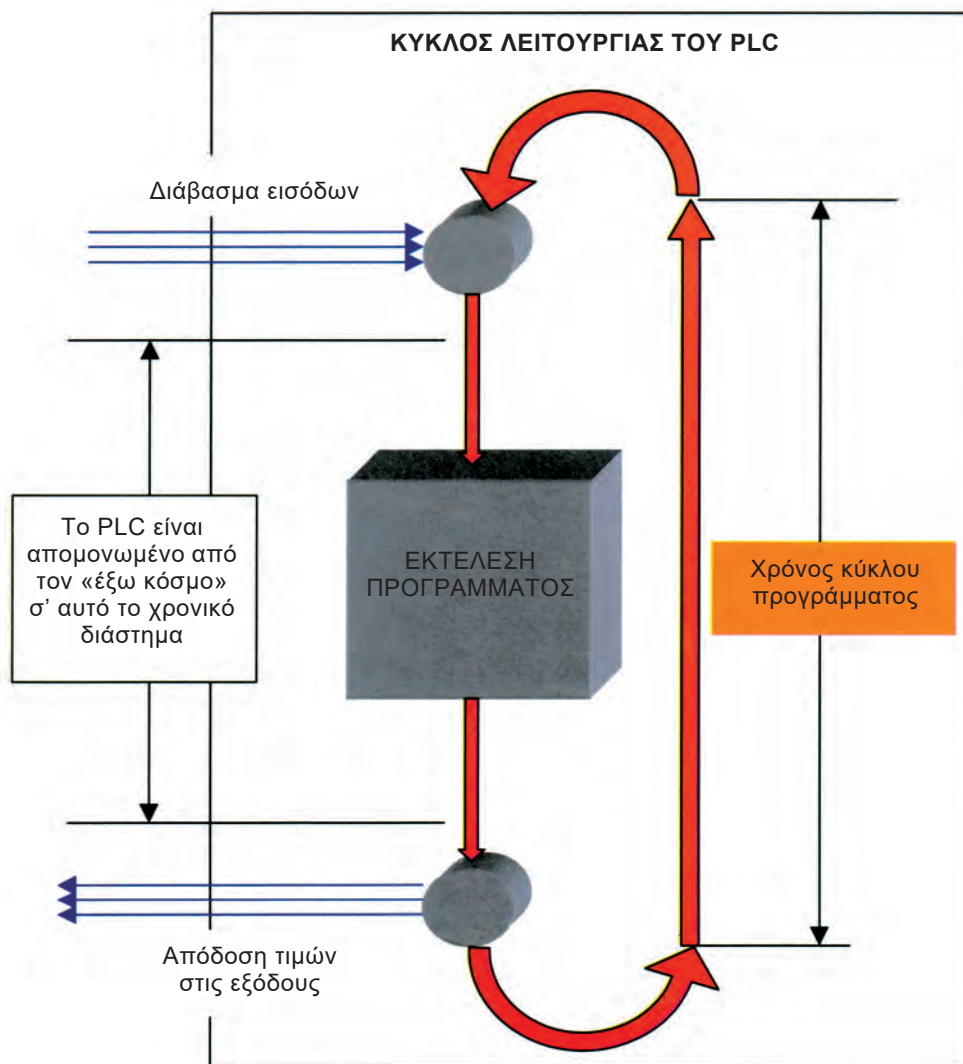 ΚΥΚΛΟΣ ΛΕΙΤΟΥΡΓΙΑΣ ΤΟΥ PLC
Διάβασμα εισόδων
Το PLC είναι
απομονωμένο από
τον «έξω κόσμο»
σ' αυτό το χρονικό
διάστημα
ΕΚΤΕΛΕΣΗ
ΠΡΟΓΡΑΜΜΑΤΟΣ
Χρόνος κύκλου
προγράμματος
Απόδοση τιμών
στις εξόδους